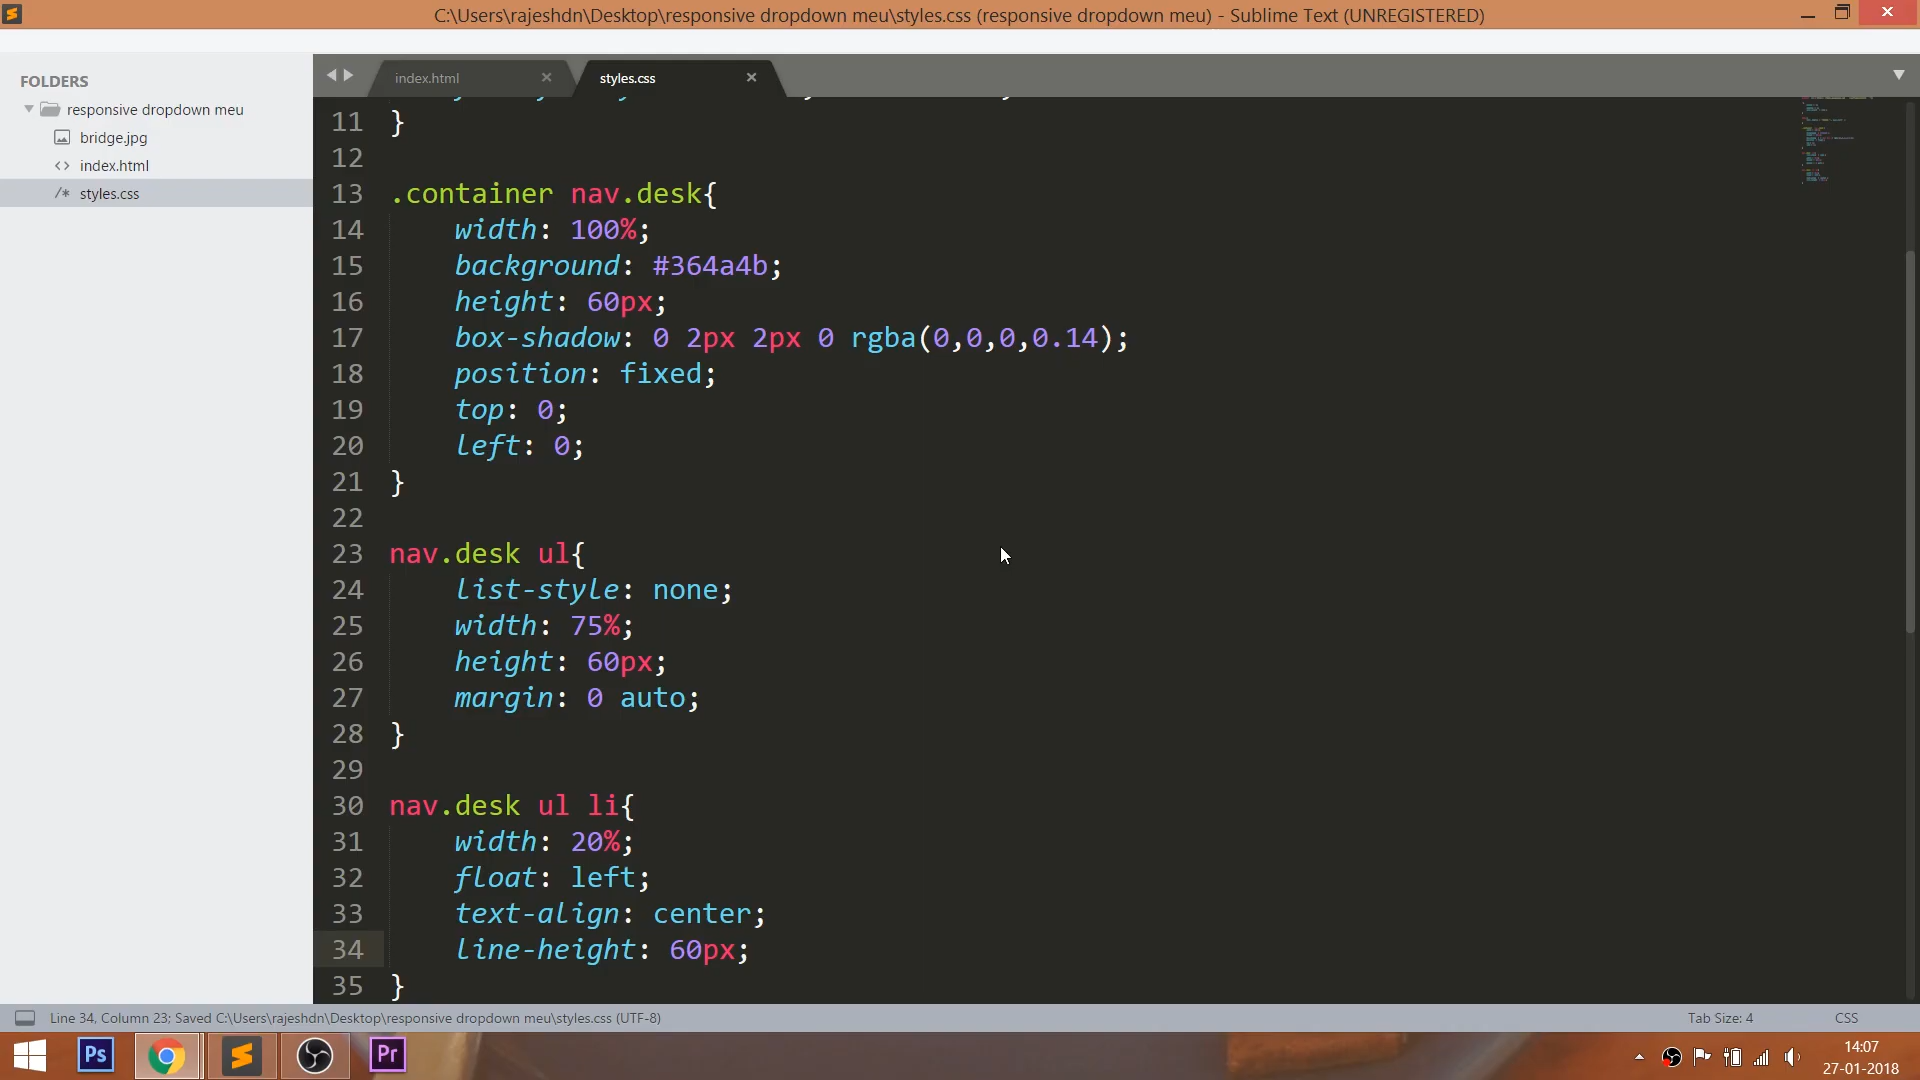 C:\Users\rajeshdn\Desktop\responsive dropdown meu\styles.css (responsive dropdown meu) - Sublime Text (UNREGISTERED)
FOLDERS
responsive dropdown meu
bridge.jpg
index.html
styles.css
index.html
styles.css
11 }
12
13 .container nav.desk{
14 width: 100%;
15 background: #364a4b;
16 height: 60px;
17 box-shadow: 0 2px 2px 0 rgba(0,0,0,0.14);
18 position: fixed;
19 top: 0;
20 left: 0;
21 }
22
23 nav.desk ul{
24 list-style: none;
25 width: 75%;
26 height: 60px;
27 margin: 0 auto;
28 }
29
30 nav.desk ul li{
31 width: 20%;
32 float: left;
33 text-align: center;
34 line-height: 60px;
35 }
Line 34, Column 23; Saved C:\Users\rajeshdn\Desktop\responsive dropdown meu\styles.css (UTF-8)
Tab Size: 4
CSS
Ps
Pr
14:07
27-01-2018